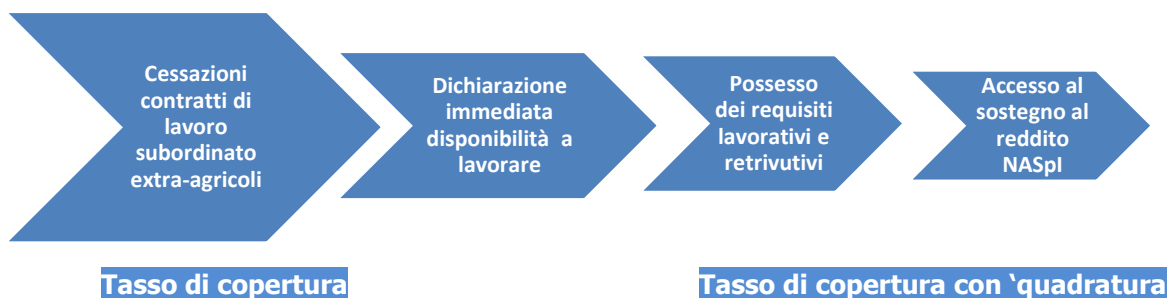 Cessazioni
contratti di
lavoro
subordinato
extra-agricoli
Dichiarazione
immediata
disponibilità a
lavorare
Possesso
dei requisiti
lavorativi e
retrivutivi
Accesso al
sostegno al
reddito
NASpI
Tasso di copertura
Tasso di copertura con ‘quadratura